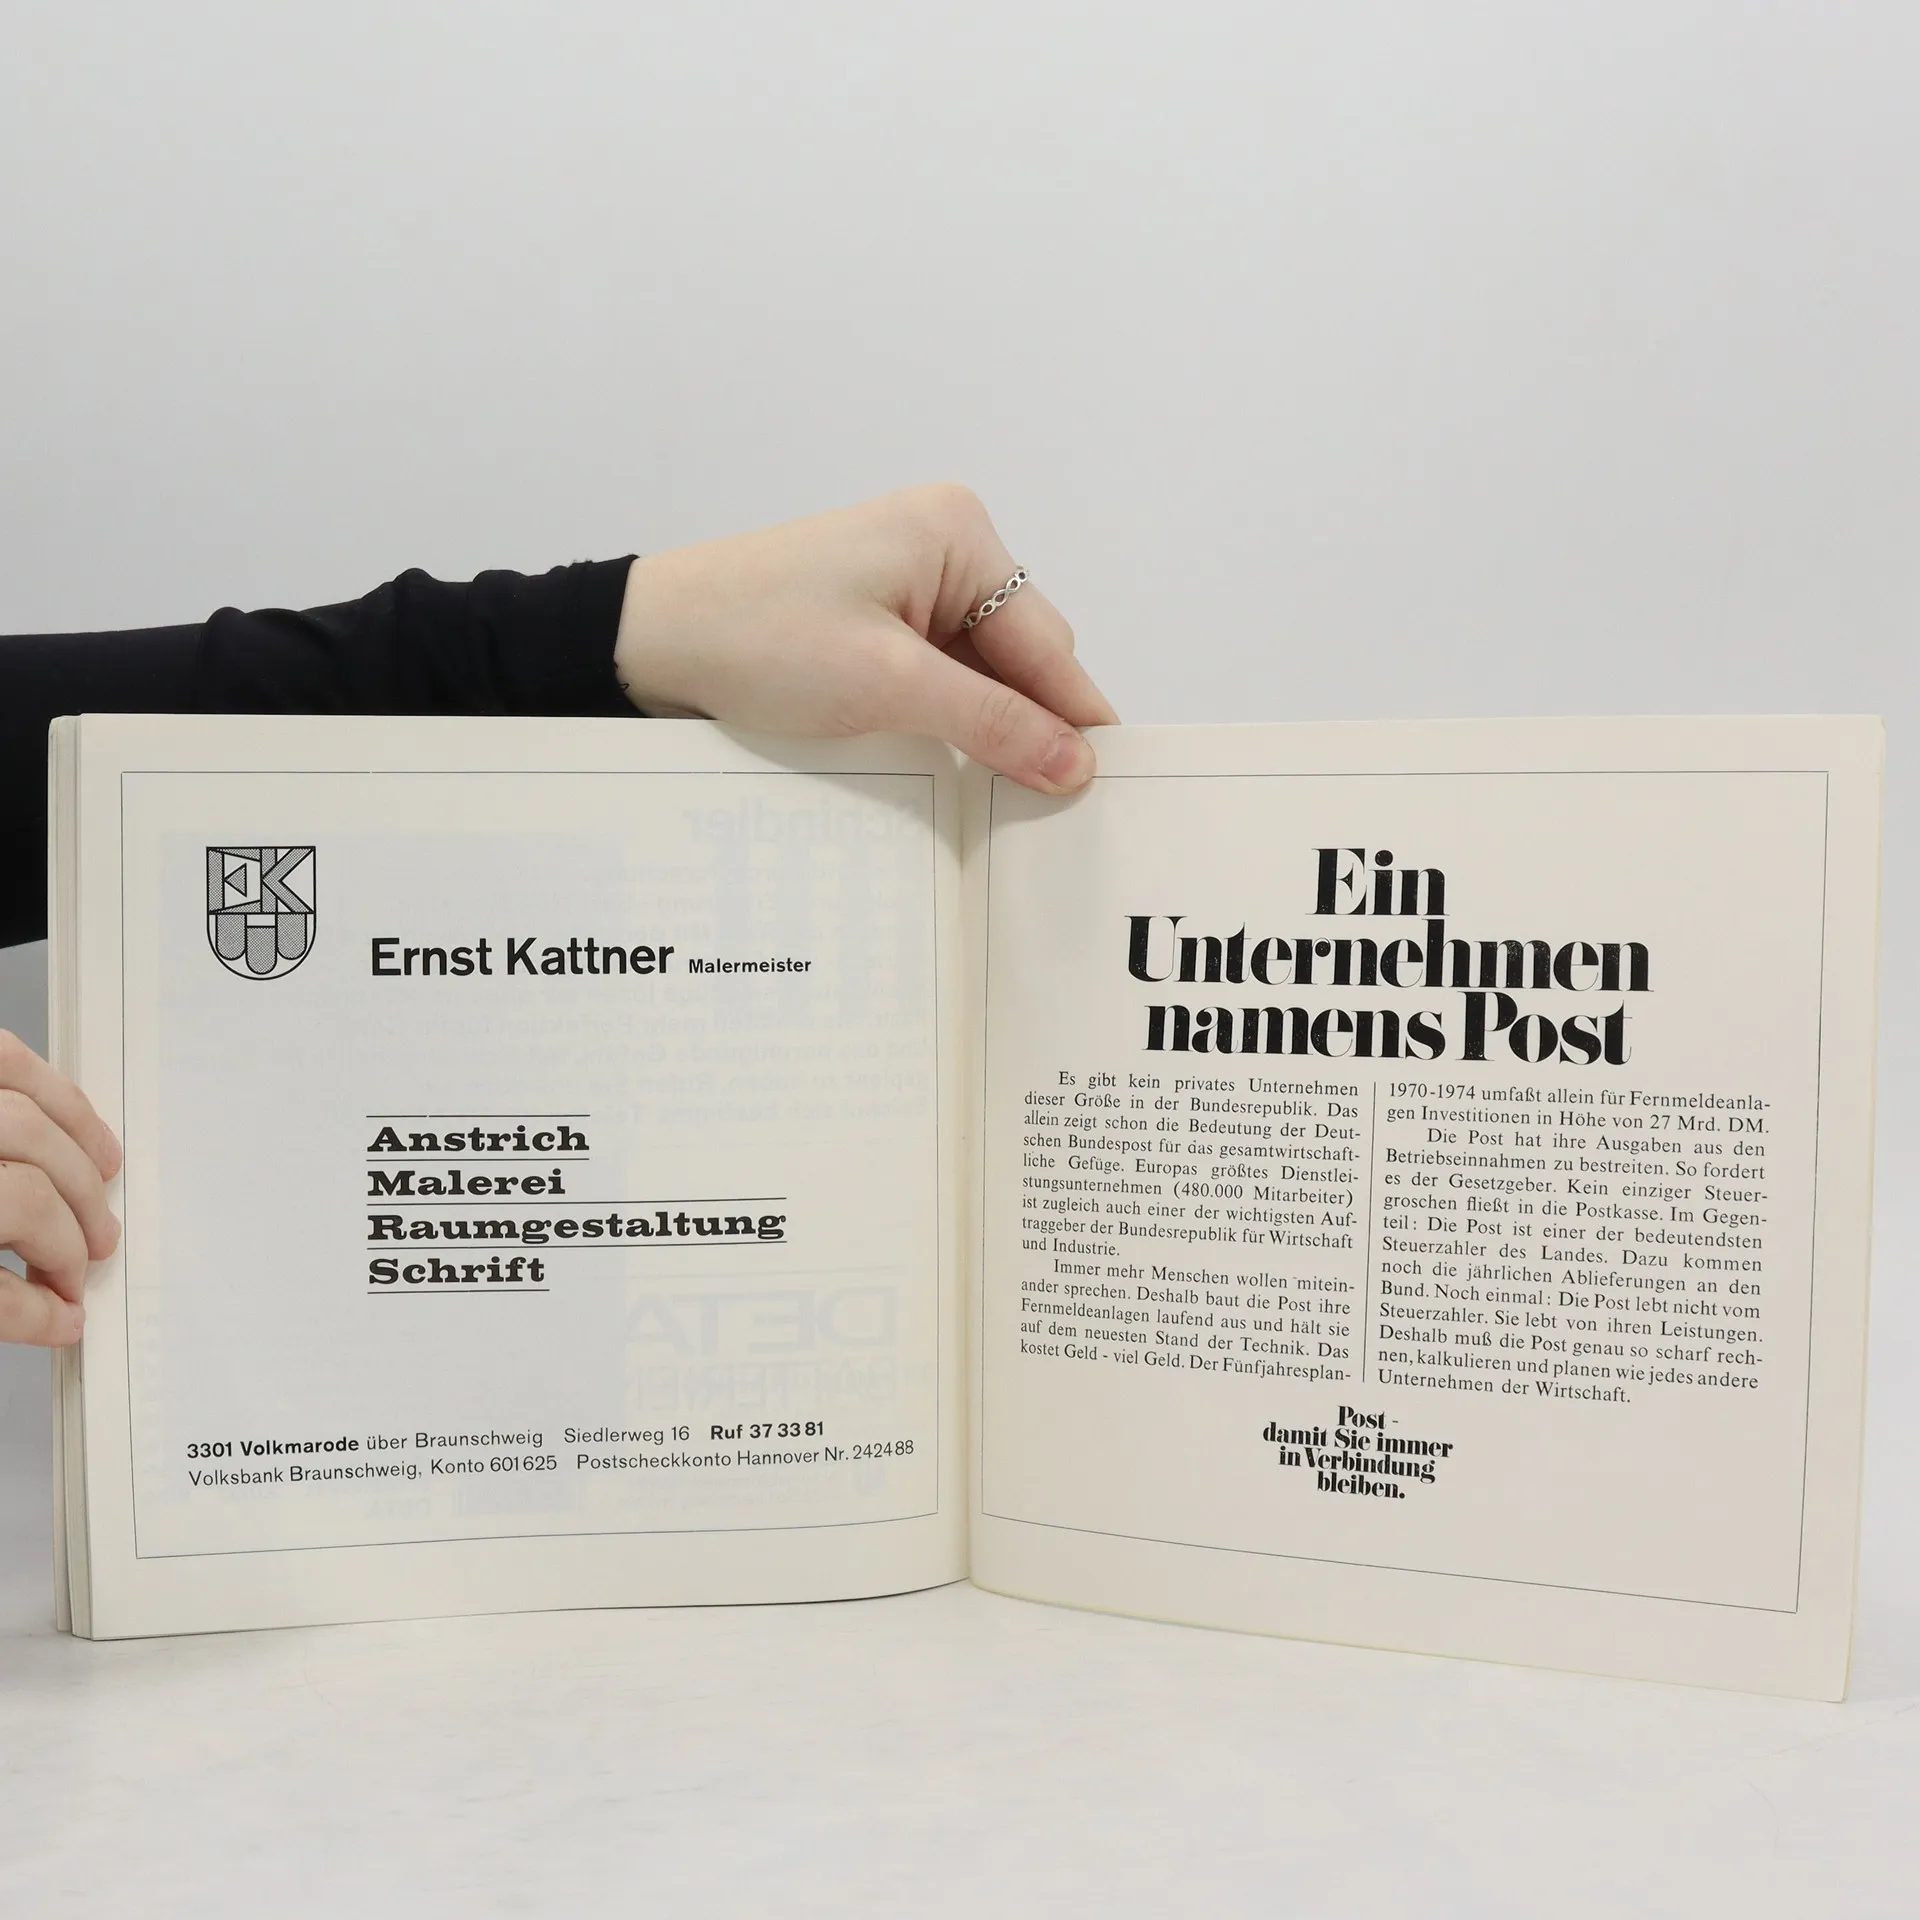 EK
Ernst Kattner Malermeister
Anstrich
Malerei
Raumgestaltung
Schrift
3301 Volkmarode über Braunschweig Siedlerweg 16 Ruf 37 33 81
Volksbank Braunschweig, Konto 601625 Postscheckkonto Hannover Nr. 242488
Ein
Unternehmen
namens Post
Es gibt kein privates Unternehmen
dieser Größe in der Bundesrepublik. Das
allein zeigt schon die Bedeutung der Deut-
schen Bundespost für das gesamtwirtschaft-
liche Gefüge. Europas größtes Dienstlei-
stungsunternehmen (480.000 Mitarbeiter)
ist zugleich auch einer der wichtigsten Auf-
traggeber der Bundesrepublik für Wirtschaft
und Industrie.
Immer mehr Menschen wollen mitein-
ander sprechen. Deshalb baut die Post ihre
Fernmeldeanlagen laufend aus und hält sie
auf dem neuesten Stand der Technik. Das
kostet Geld - viel Geld. Der Fünfjahresplan-
1970-1974 umfaßt allein für Fernmeldeanla-
gen Investitionen in Höhe von 27 Mrd. DM.
Die Post hat ihre Ausgaben aus den
Betriebseinnahmen zu bestreiten. So fordert
es der Gesetzgeber. Kein einziger Steuer-
groschen fließt in die Postkasse. Im Gegen-
teil: Die Post ist einer der bedeutendsten
Steuerzahler des Landes. Dazu kommen
noch die jährlichen Ablieferungen an den
Bund. Noch einmal: Die Post lebt nicht vom
Steuerzahler. Sie lebt von ihren Leistungen.
Deshalb muß die Post genau so scharf rech-
nen, kalkulieren und planen wie jedes andere
Unternehmen der Wirtschaft.
Post -
damit Sie immer
in Verbindung
bleiben.